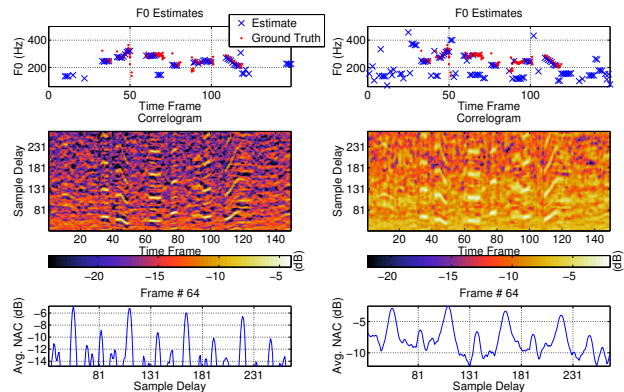 F0 Estimates
400
200
F0 (Hz)
0 50 100
Time Frame
Estimate
Ground Truth
F0 Estimates
400
200
F0 (Hz)
0 50 100
Time Frame
Correlogram
231
181
131
81
Sample Delay
20 40 60 80 100 120 140
Time Frame
Correlogram
231
181
131
81
Sample Delay
20 40 60 80 100 120 140
Time Frame
−20 −15 −10 −5 (dB)
−20 −15 −10 −5 (dB)
Frame # 64
−6
−8
−10
−12
−14
Avg. NAC (dB)
81 131 181 231
Sample Delay
Frame # 64
−5
−10
Avg. NAC (dB)
81 131 181 231
Sample Delay